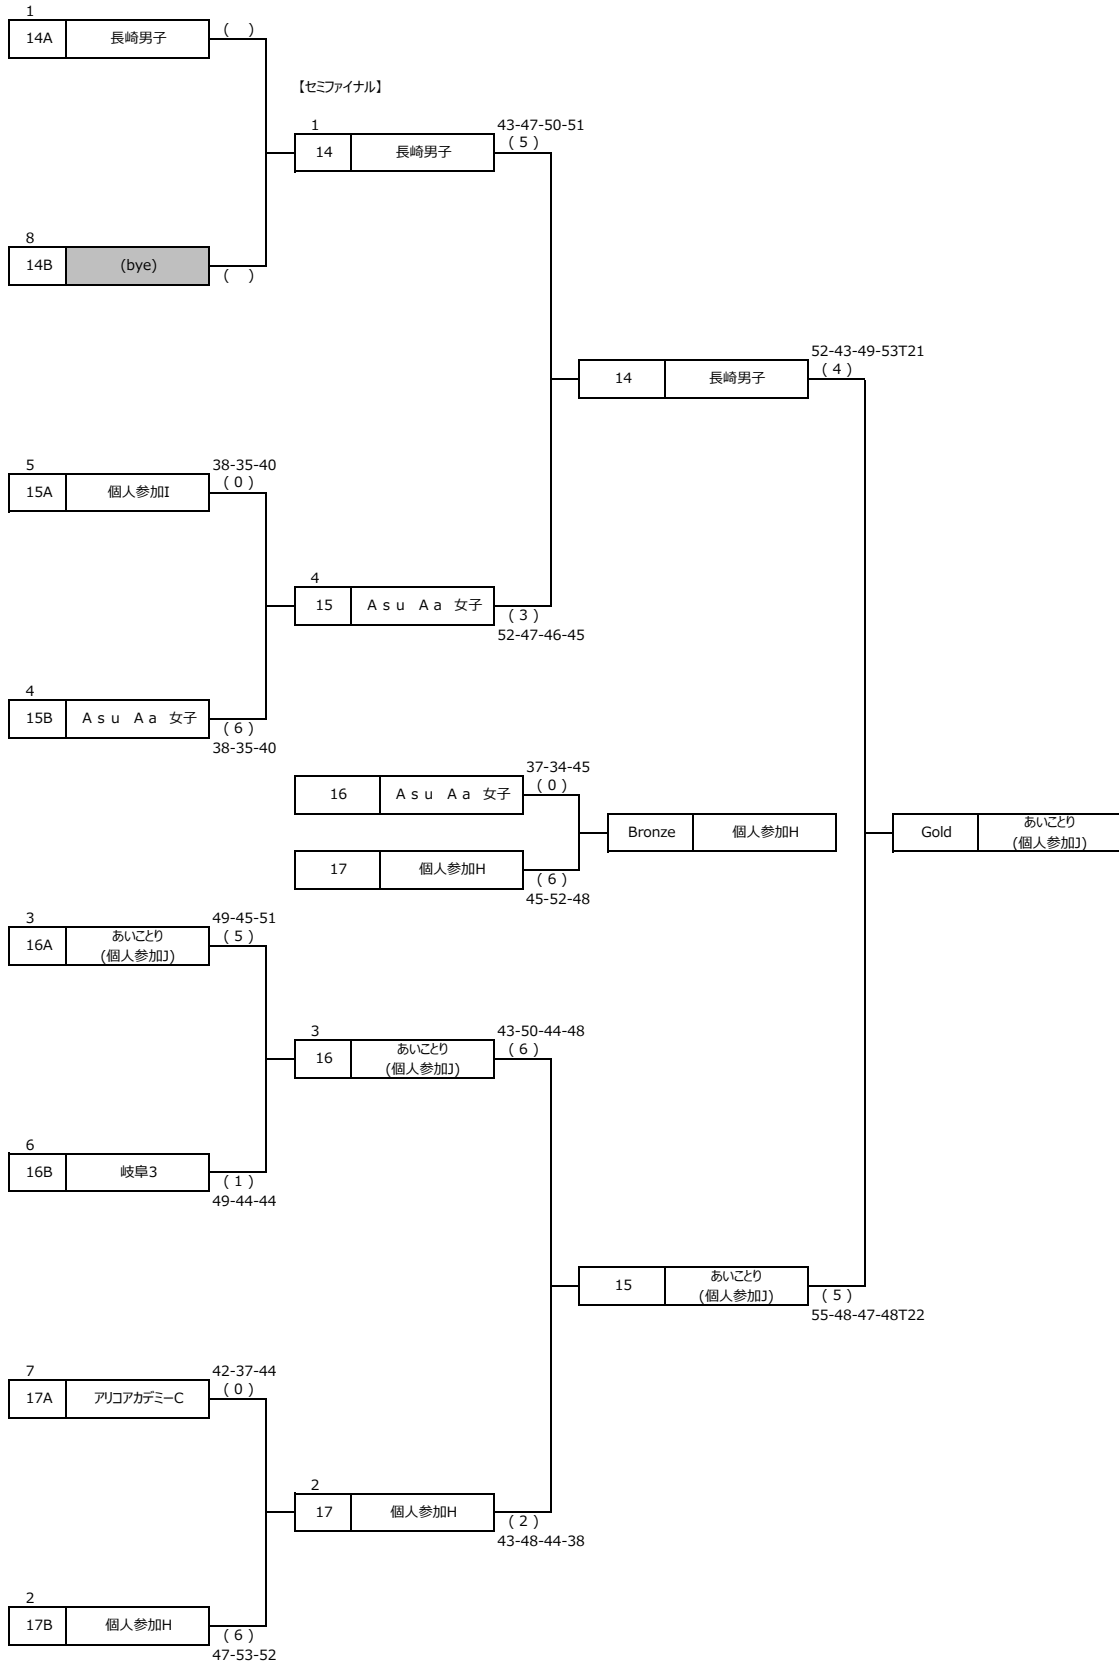 1
14A 長崎男子 ( )
【セミファイナル】
1 43-47-50-51
14 長崎男子 ( 5 )
8
14B (bye) ( )
52-43-49-53T21
14 長崎男子 ( 4 )
5 38-35-40
15A 個人参加I ( 0 )
4
15 Ａｓｕ Ａａ 女子 ( 3 )
52-47-46-45
4
15B Ａｓｕ Ａａ 女子 ( 6 )
38-35-40
37-34-45
16 Ａｓｕ Ａａ 女子 ( 0 )
Bronze 個人参加H
Gold あいことり
(個人参加J)
17 個人参加H ( 6 )
45-52-48
3 49-45-51
16A あいことり ( 5 )
(個人参加J)
3 43-50-44-48
16 あいことり ( 6 )
(個人参加J)
6
16B 岐阜3 ( 1 )
49-44-44
15 あいことり ( 5 )
(個人参加J)
55-48-47-48T22
7 42-37-44
17A アリコアカデミーC ( 0 )
2
17 個人参加H ( 2 )
43-48-44-38
2
17B 個人参加H ( 6 )
47-53-52